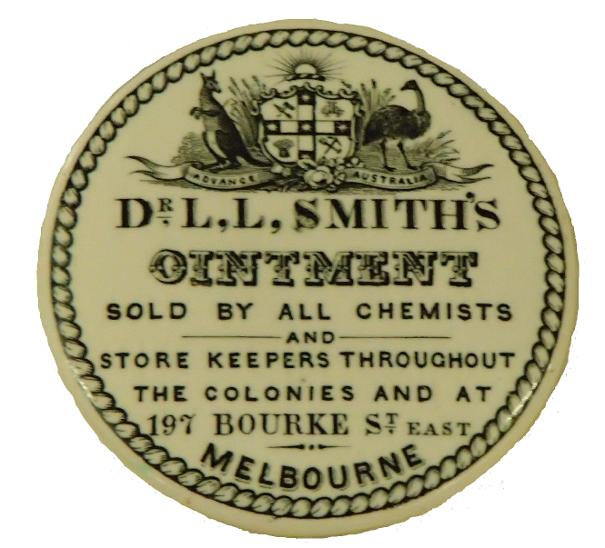 ADVANCE AUSTRALIA
DR. L, L, SMITH'S
OINTMENT
SOLD BY ALL CHEMISTS
AND
STORE KEEPERS THROUGHOUT
THE COLONIES AND AT
197 BOURKE ST. EAST
MELBOURNE